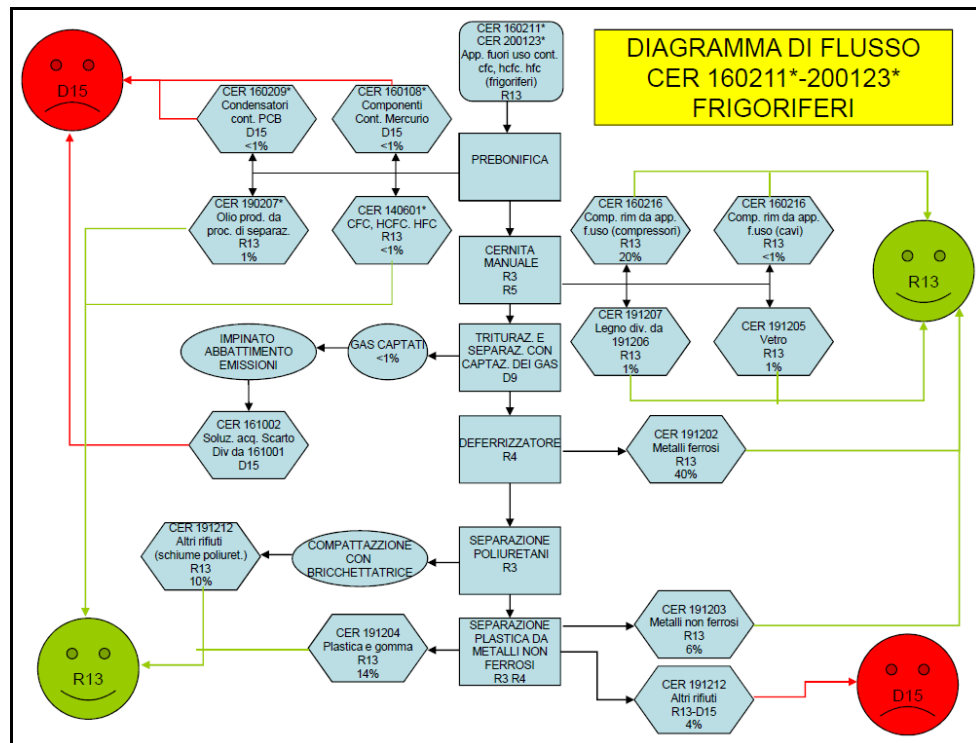 DIAGRAMMA DI FLUSSO
CER 160211*-200123*
FRIGORIFERI
CER 160211*
CER 200123*
App. fuori uso cont.
cfc, hcfc. hfc
(frigoriferi)
R13
D15
CER 160209*
Condensatori
cont. PCB
D15
<1%
CER 160108*
Componenti
Cont. Mercurio
D15
<1%
PREBONIFICA
CER 190207*
Olio prod. da
proc. di separaz.
R13
1%
CER 140601*
CFC, HCFC. HFC
R13
<1%
CER 160216
Comp. rim da app.
f.uso (compressori)
R13
20%
CER 160216
Comp. rim da app.
f.uso (cavi)
R13
<1%
R13
CERNITA
MANUALE
R3
R5
CER 191207
Legno div. da
191206
R13
1%
CER 191205
Vetro
R13
1%
IMPINATO
ABBATTIMENTO
EMISSIONI
GAS CAPTATI
<1%
TRITURAZ. E
SEPARAZ. CON
CAPTAZ. DEI GAS
D9
CER 161002
Soluz. acq. Scarto
Div da 161001
D15
DEFERRIZZATORE
R4
CER 191202
Metalli ferrosi
R13
40%
CER 191212
Altri rifiuti
(schiume poliuret.)
R13
10%
COMPATTAZZIONE
CON
BRICCHETTATRICE
SEPARAZIONE
POLIURETANI
R3
R13
CER 191204
Plastica e gomma
R13
14%
SEPARAZIONE
PLASTICA DA
METALLI NON
FERROSI
R3 R4
CER 191203
Metalli non ferrosi
R13
6%
CER 191212
Altri rifiuti
R13-D15
4%
D15